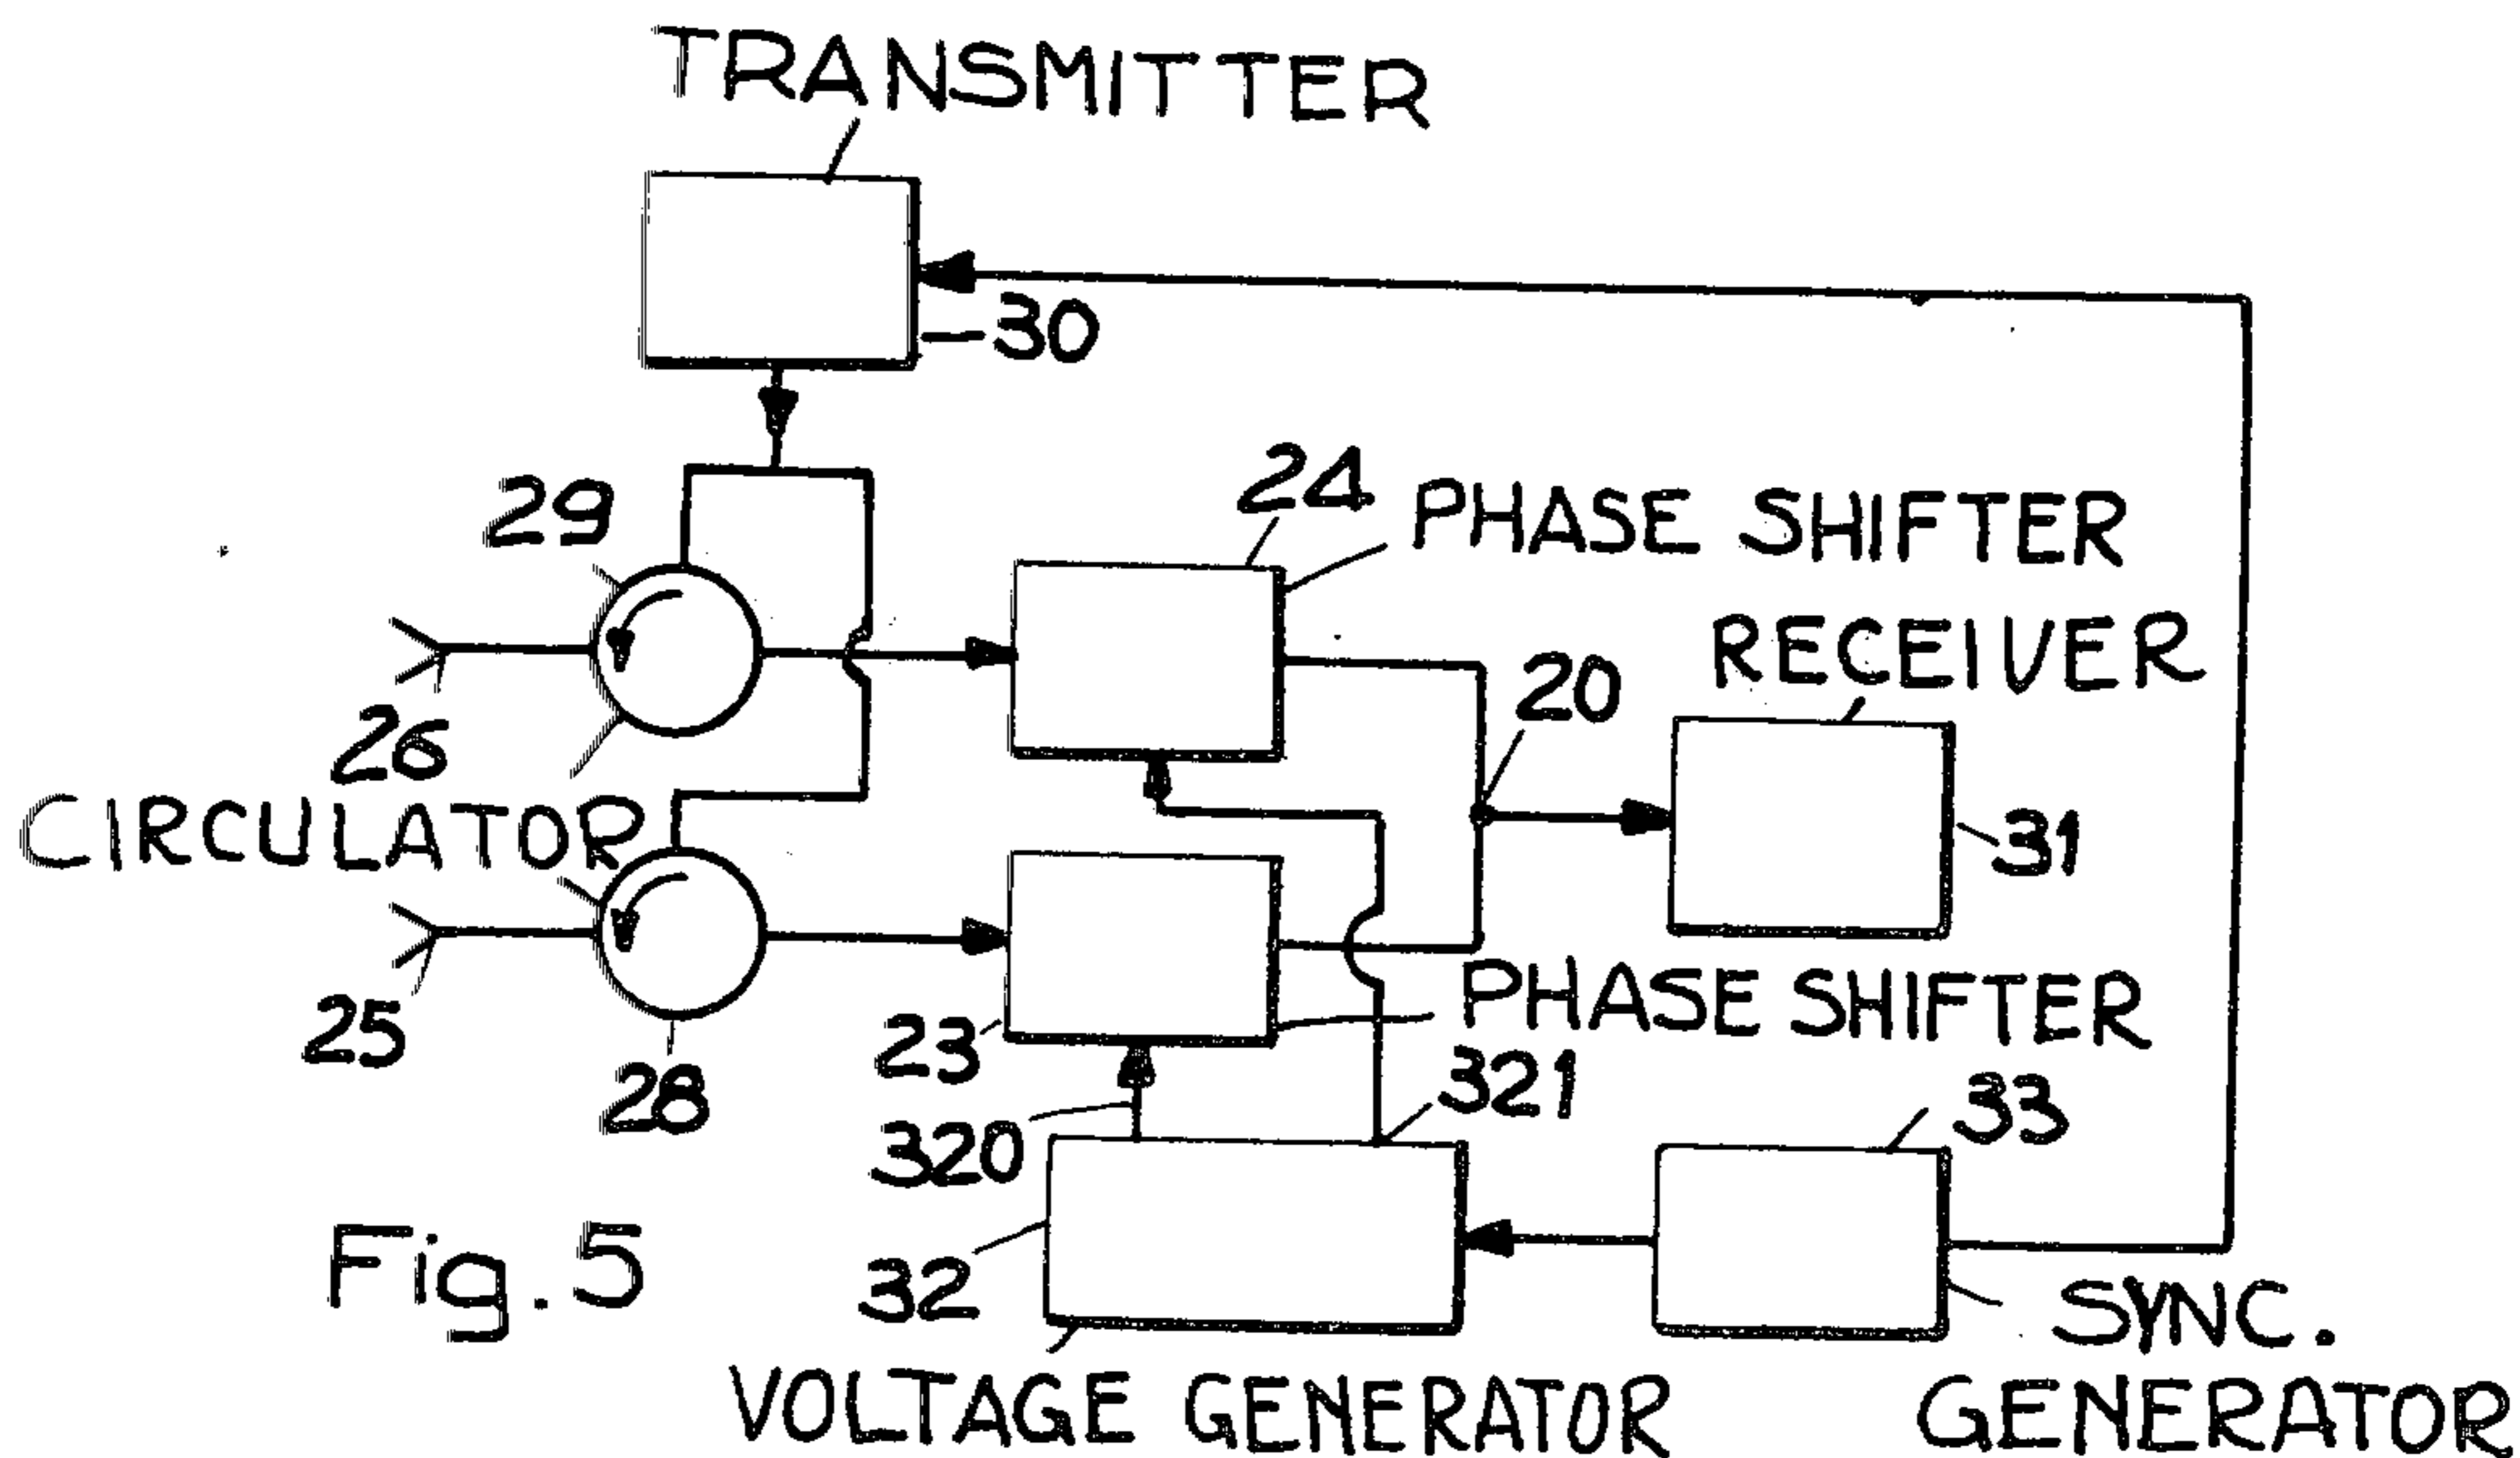 TRANSMITTER
30
29
24
PHASE SHIFTER
RECEIVER
20
26
CIRCULATOR
31
25
23
PHASE SHIFTER
28
320
321
33
Fig.5
32
SYNC.
GENERATOR
VOLTAGE GENERATOR